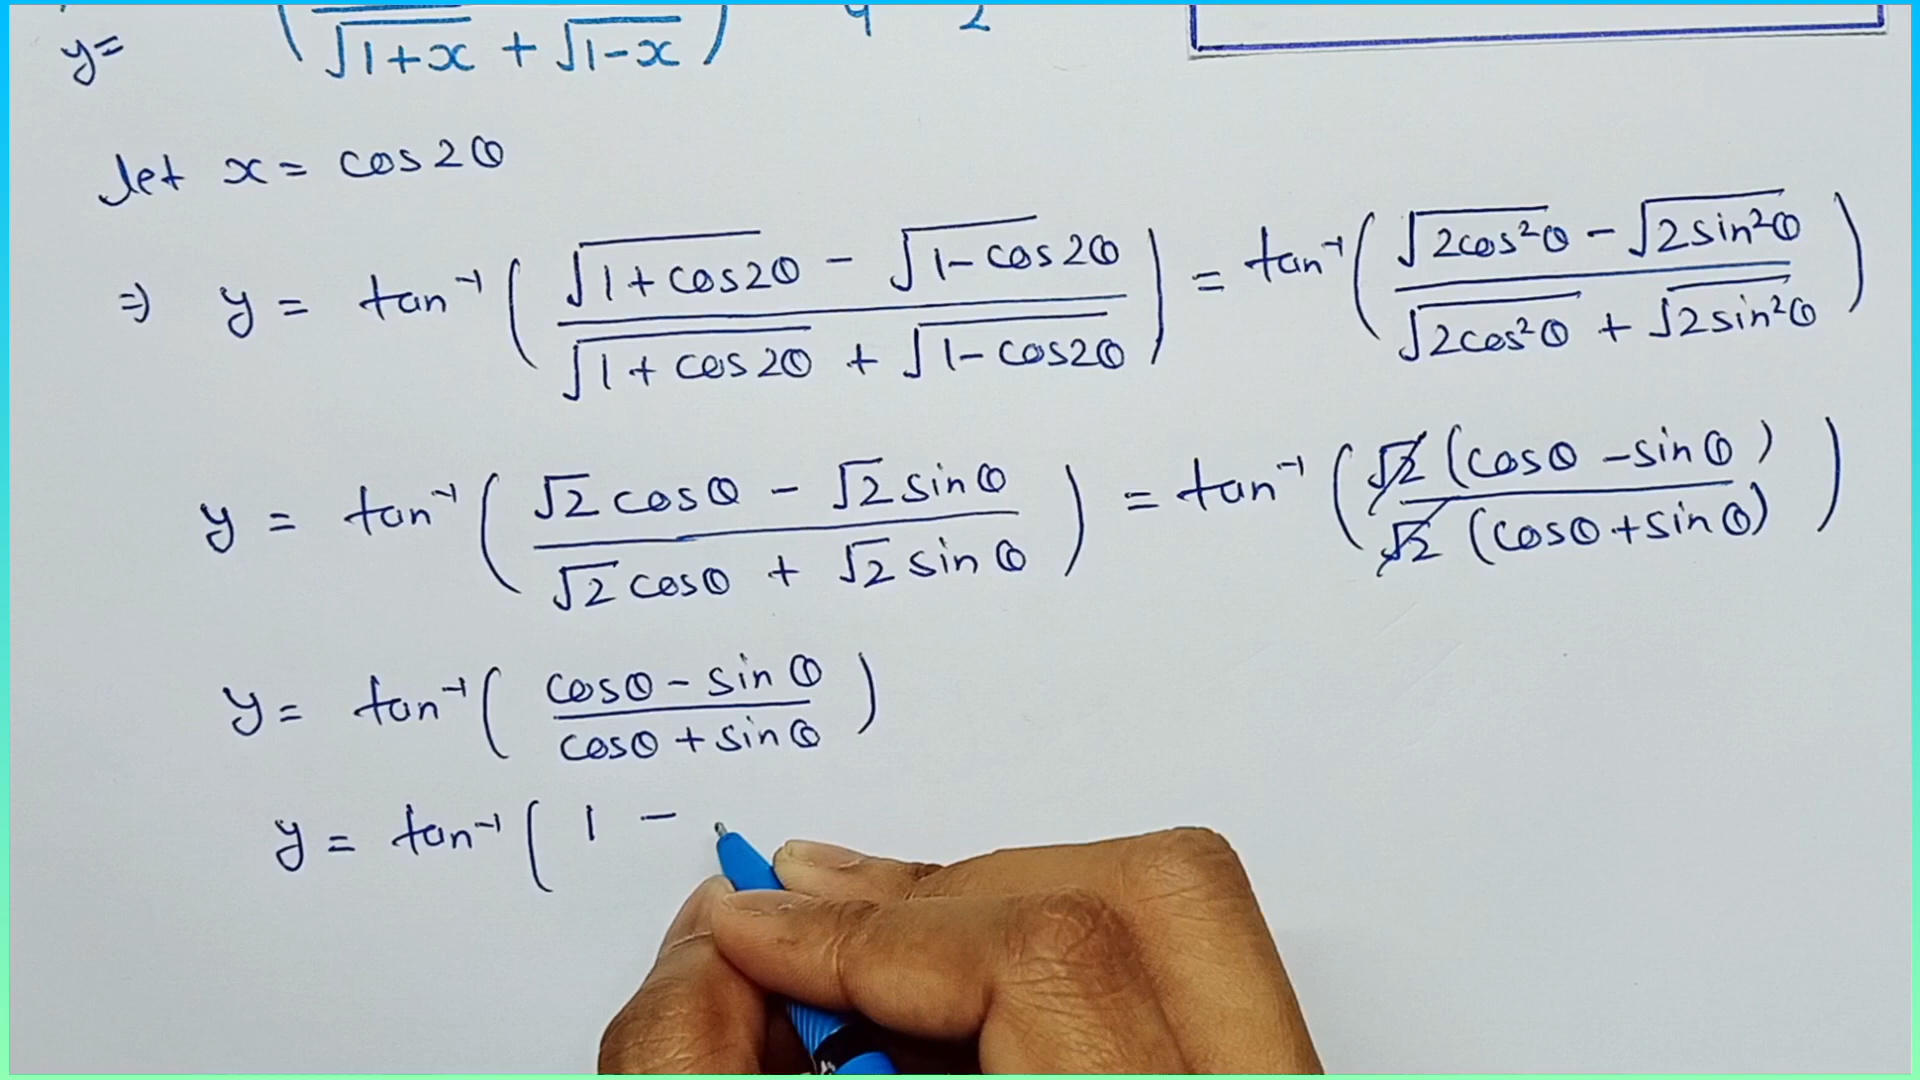 y= ( / (√1+x + √1-x) ) 4 2
let x = cos2θ
⇒ y = tan⁻¹ ( (√1+cos2θ - √1-cos2θ) / (√1+cos2θ + √1-cos2θ) ) = tan⁻¹ ( (√2cos²θ - √2sin²θ) / (√2cos²θ + √2sin²θ) )
y = tan⁻¹ ( (√2 cosθ - √2 sinθ) / (√2 cosθ + √2 sinθ) ) = tan⁻¹ ( √2 (cosθ - sinθ) / √2 (cosθ + sinθ) )
y = tan⁻¹ ( (cosθ - sinθ) / (cosθ + sinθ) )
y = tan⁻¹ ( 1 -